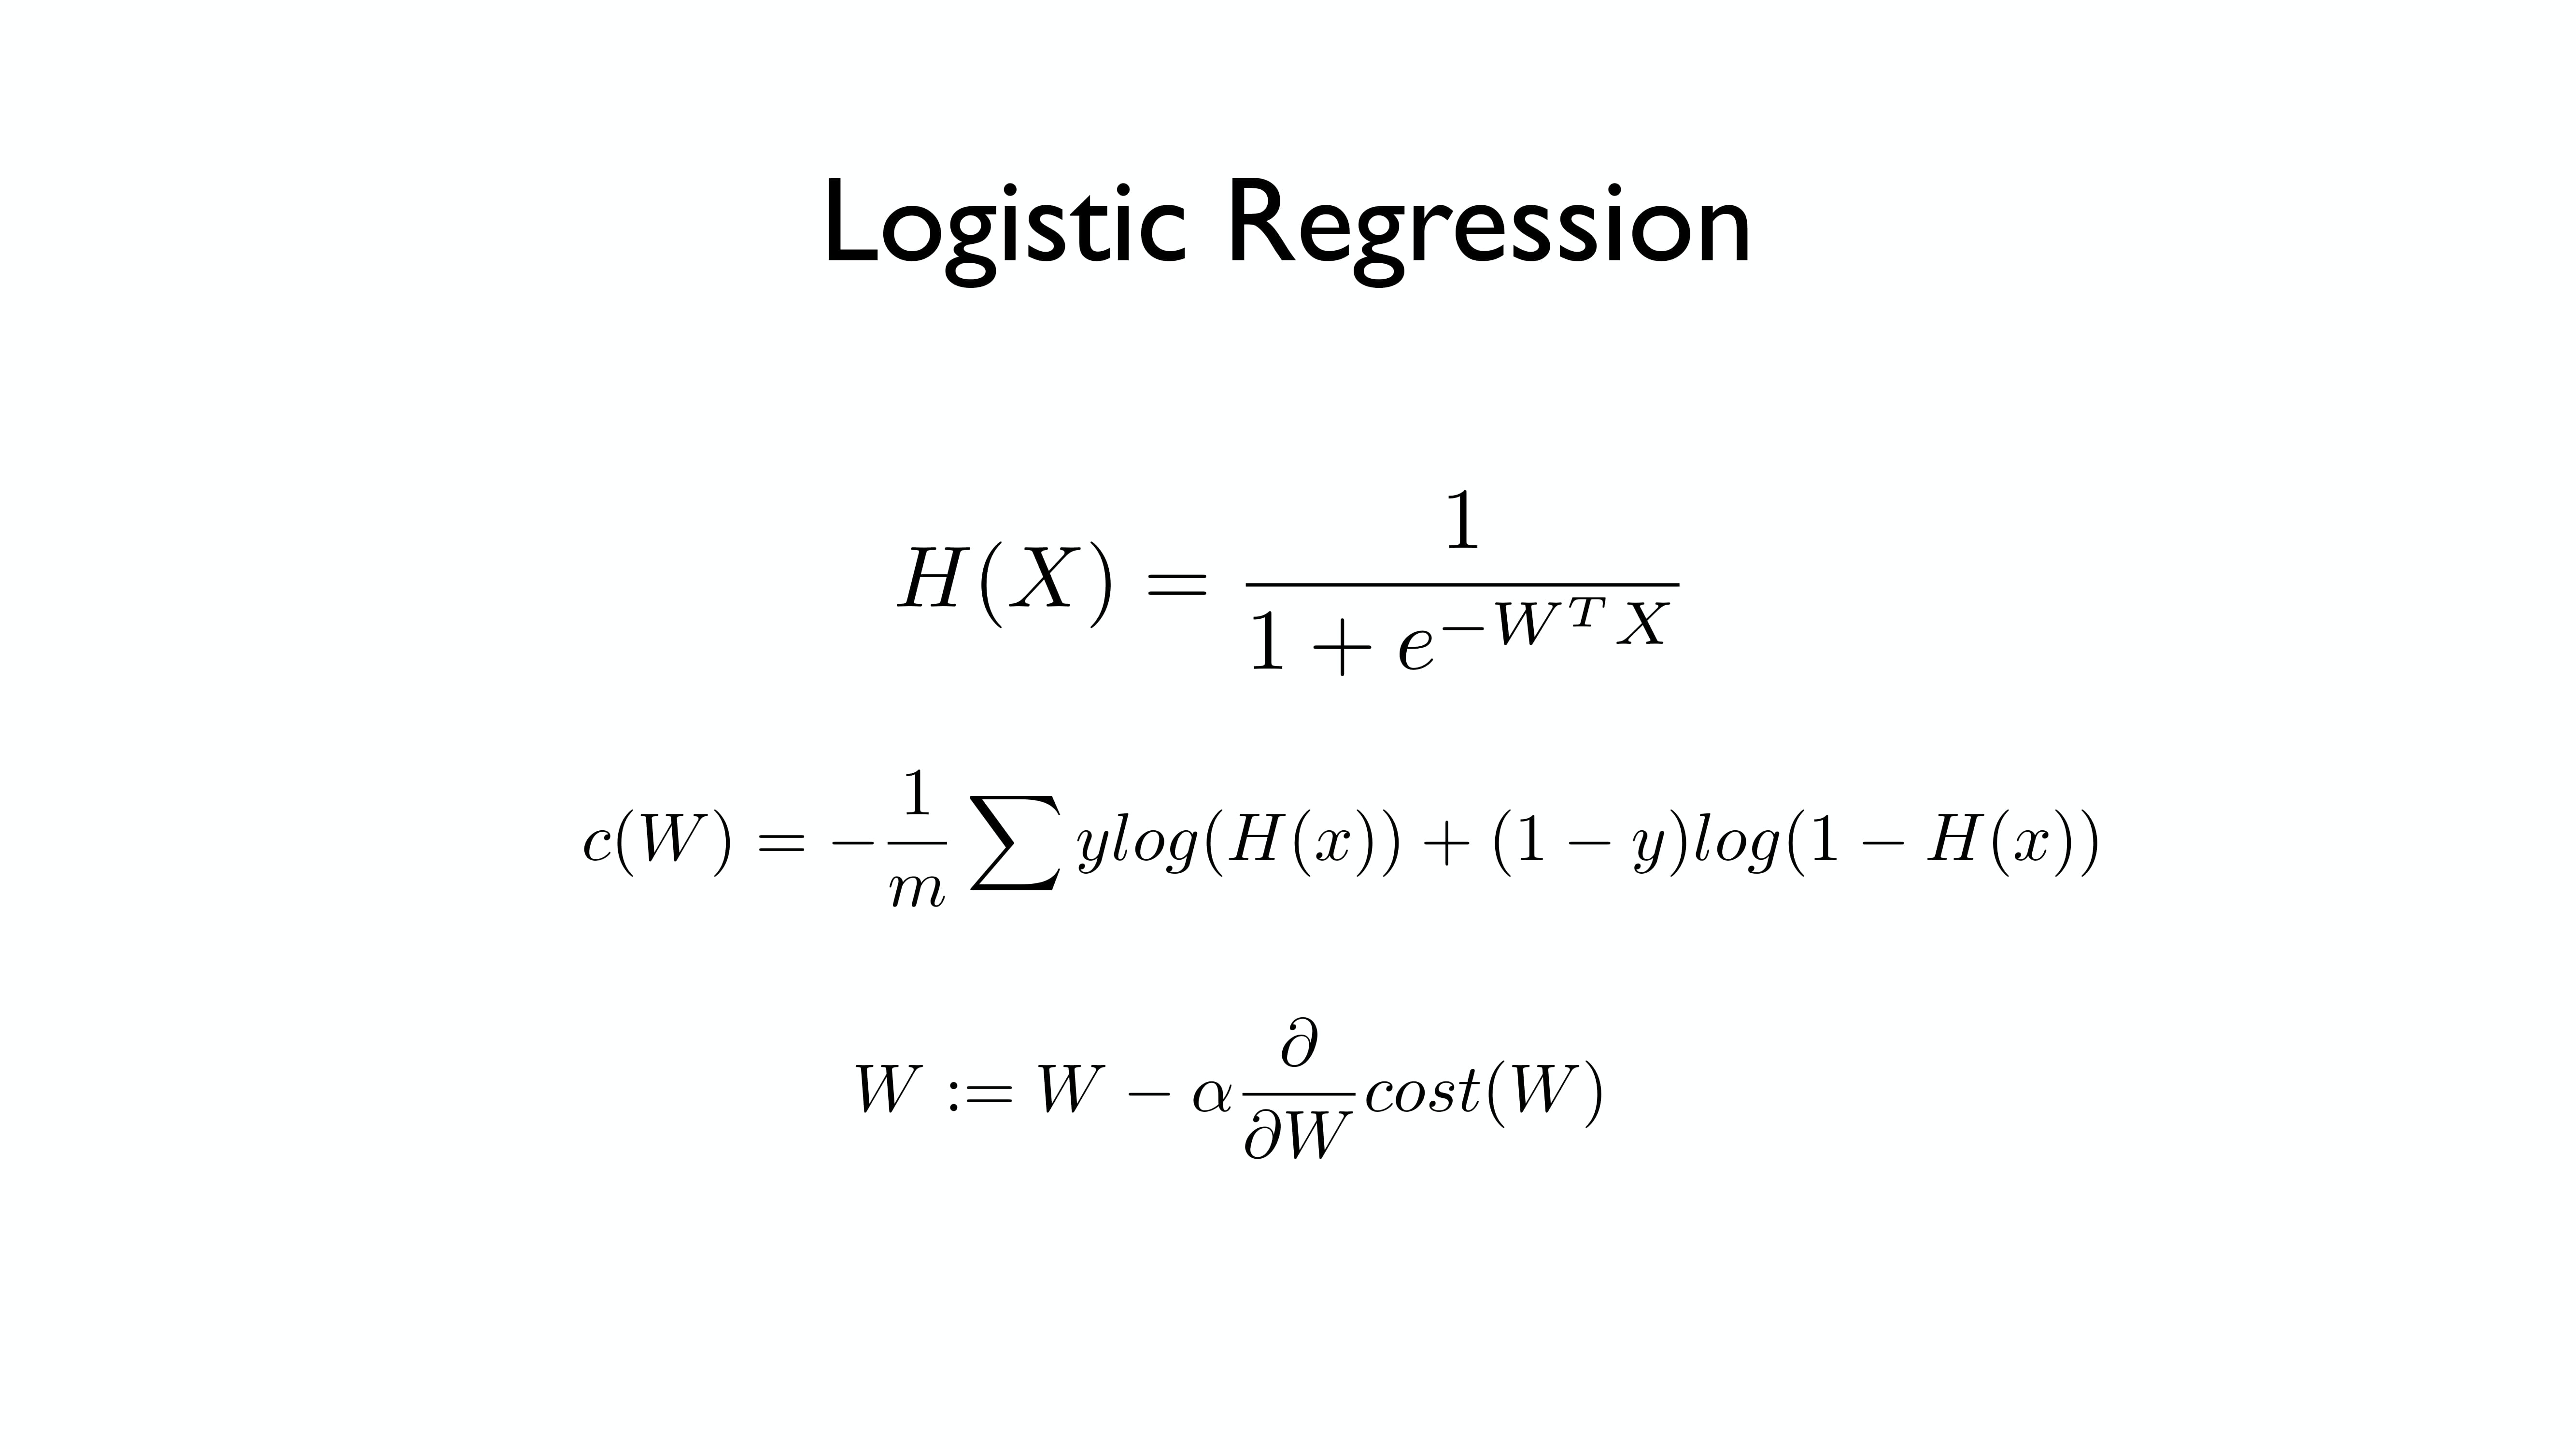 Logistic Regression
H(X) = \frac{1}{1 + e^{-W^T X}}
c(W) = -\frac{1}{m} \sum ylog(H(x)) + (1 - y)log(1 - H(x))
W := W - \alpha \frac{\partial}{\partial W} cost(W)